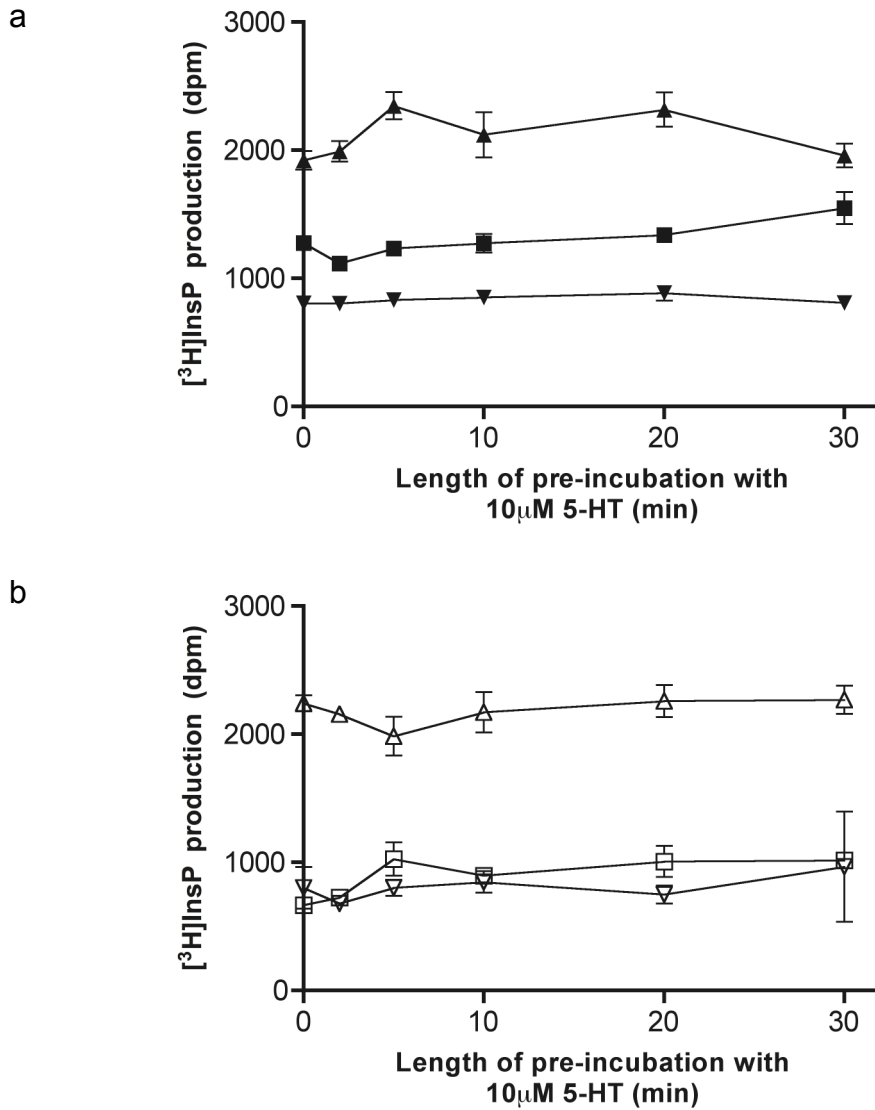 a
3000
2000
1000
0
[³H]InsP production (dpm)
0 10 20 30
Length of pre-incubation with
10μM 5-HT (min)
b
3000
2000
1000
0
[³H]InsP production (dpm)
0 10 20 30
Length of pre-incubation with
10μM 5-HT (min)